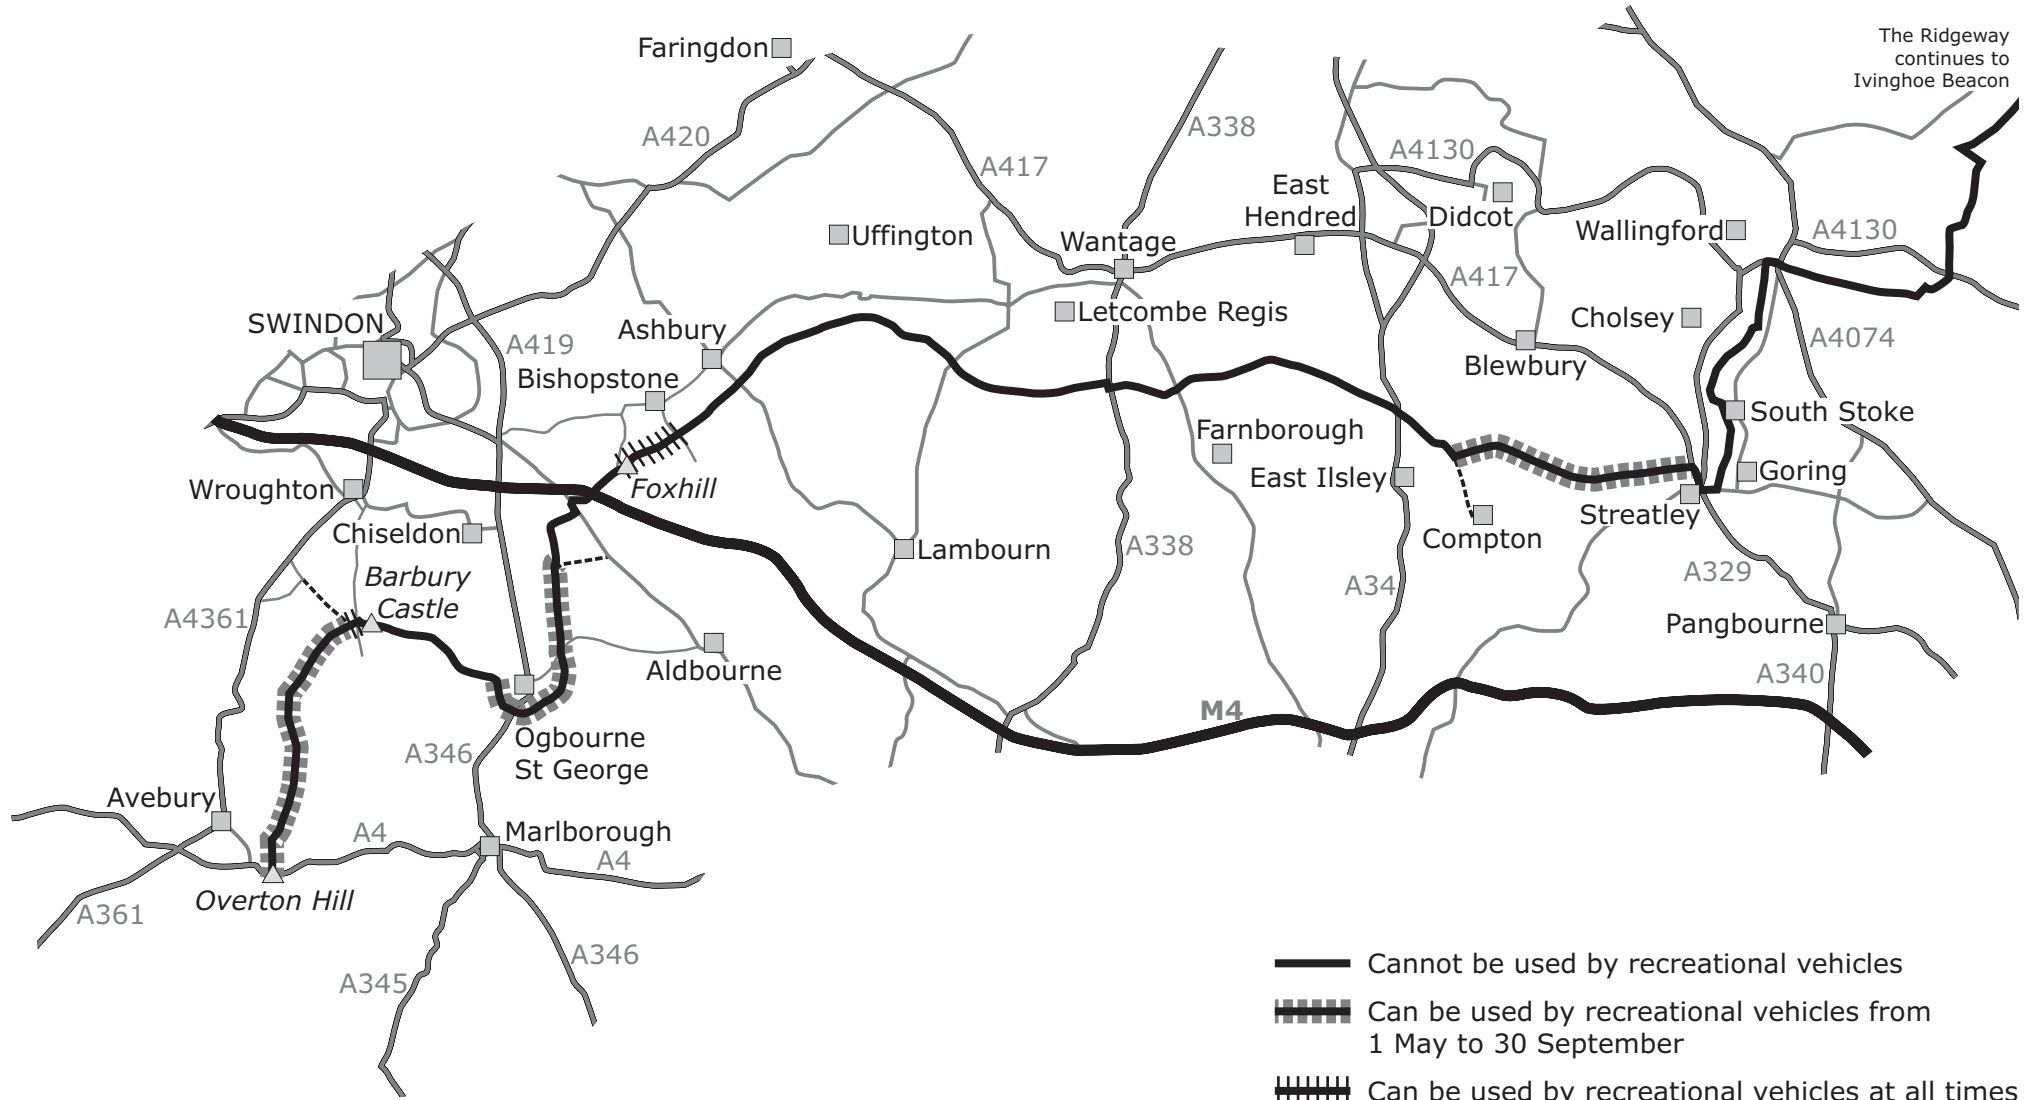 The Ridgeway
continues to
Ivinghoe Beacon
Faringdon
A420
A338
A417
A4130
East
Hendred
Didcot
Wallingford
A4130
Uffington
Wantage
A417
Letcombe Regis
Cholsey
SWINDON
Ashbury
A419
A4074
Bishopstone
Blewbury
South Stoke
Farnborough
Goring
East Ilsley
Wroughton
Foxhill
Streatley
Chiseldon
Compton
Lambourn
A338
A329
Barbury
Castle
A34
A4361
Pangbourne
Aldbourne
A340
M4
Ogbourne
St George
A346
Avebury
A4
Marlborough
A4
Overton Hill
A361
A346
A345
Cannot be used by recreational vehicles
Can be used by recreational vehicles from
1 May to 30 September
Can be used by recreational vehicles at all times